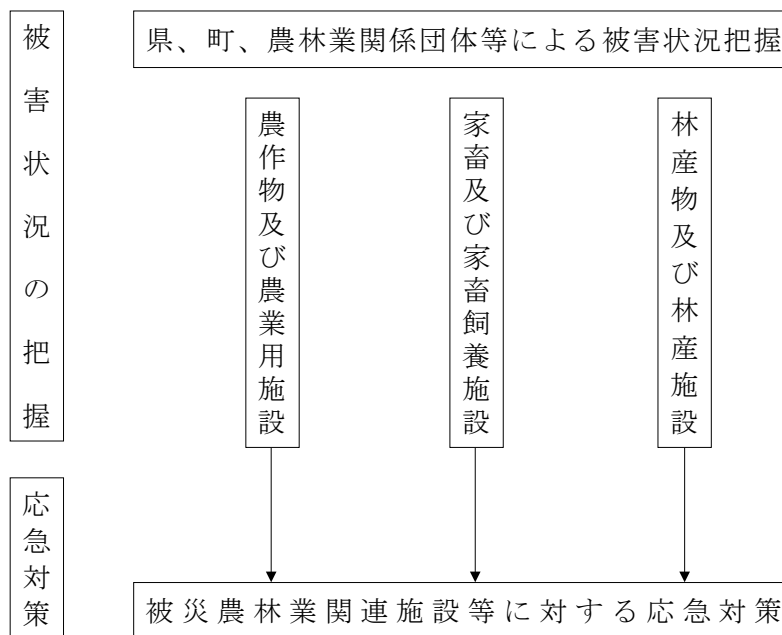 被害状況の把握
県、町、農林業関係団体等による被害状況把握
農作物及び農業用施設
家畜及び家畜飼養施設
林産物及び林産施設
応急対策
被災農林業関連施設等に対する応急対策